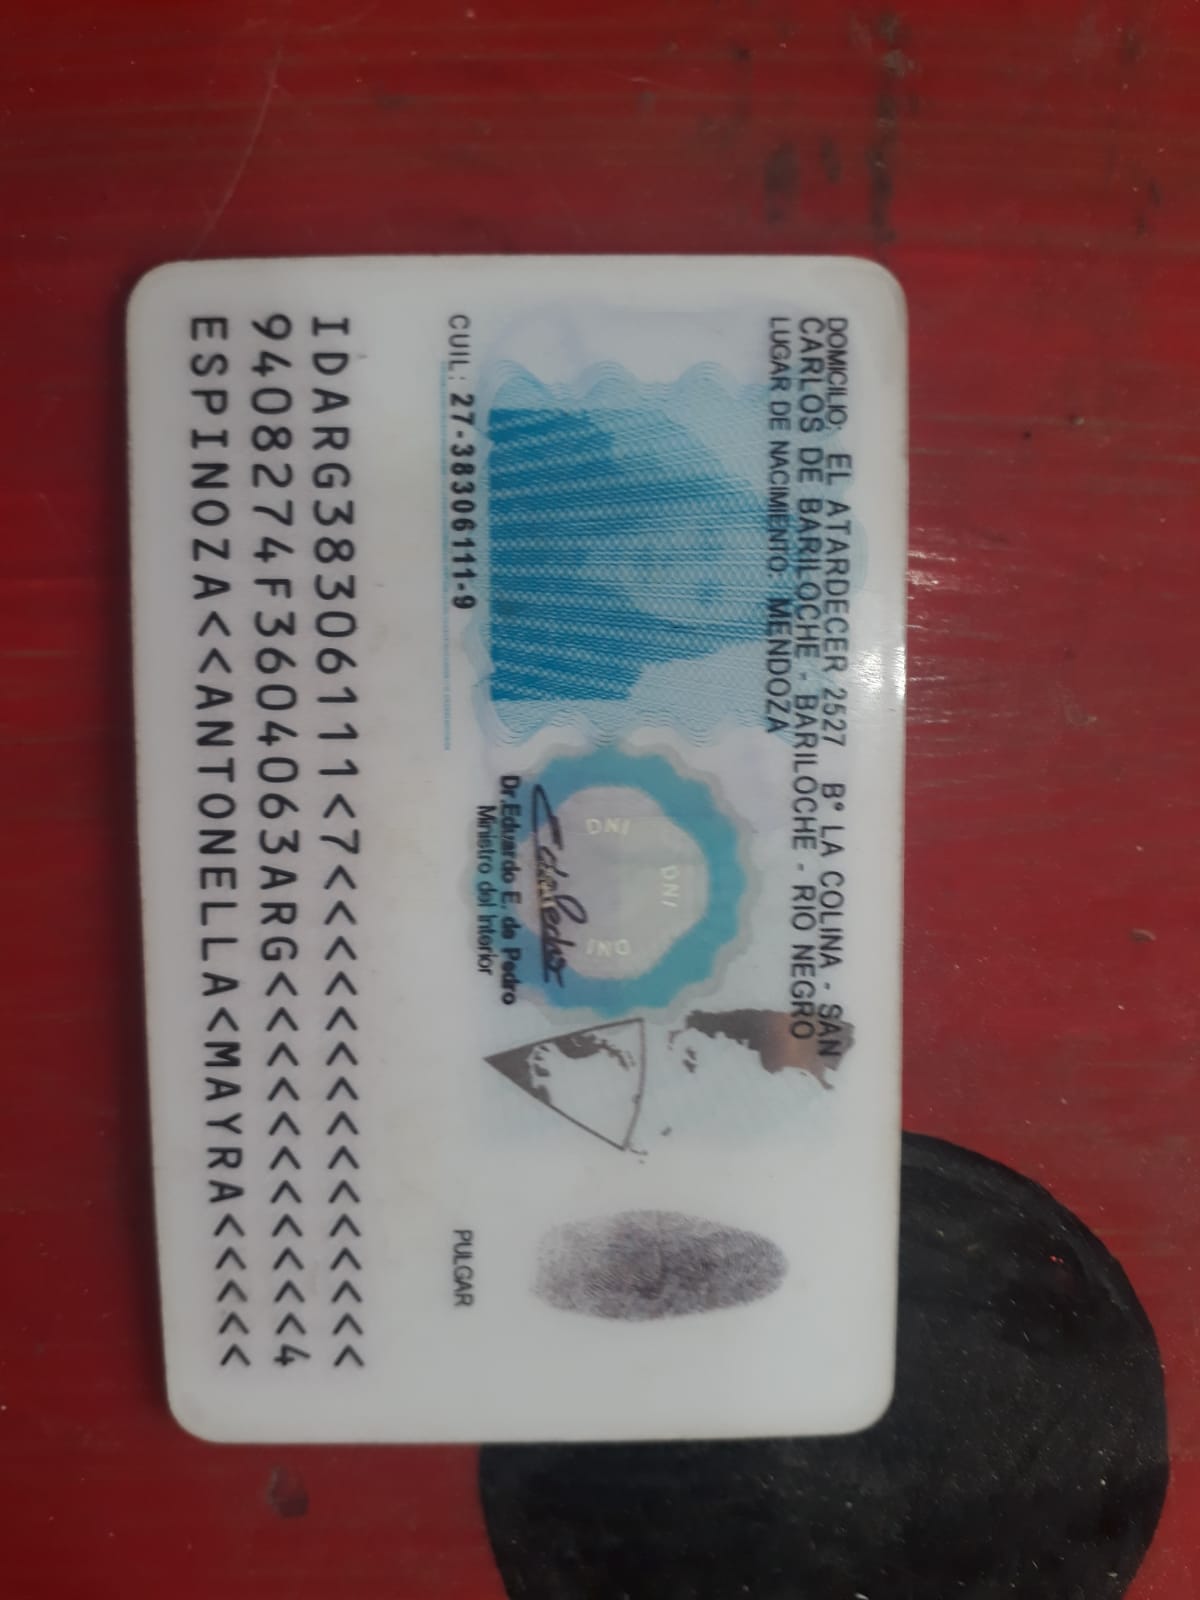 DOMICILIO: EL ATARDECER 2527 B° LA COLINA - SAN
CARLOS DE BARILOCHE - BARILOCHE - RIO NEGRO
LUGAR DE NACIMIENTO: MENDOZA
DNI
DNI
DNI
Dr. Eduardo E. de Pedro
Ministro del Interior
CUIL: 27-38306111-9
PULGAR
IDARG38306111<7<<<<<<<<<<<<<<<
9408274F3604063ARG<<<<<<<<<<<4
ESPINOZA<<ANTONELLA<MAYRA<<<<<